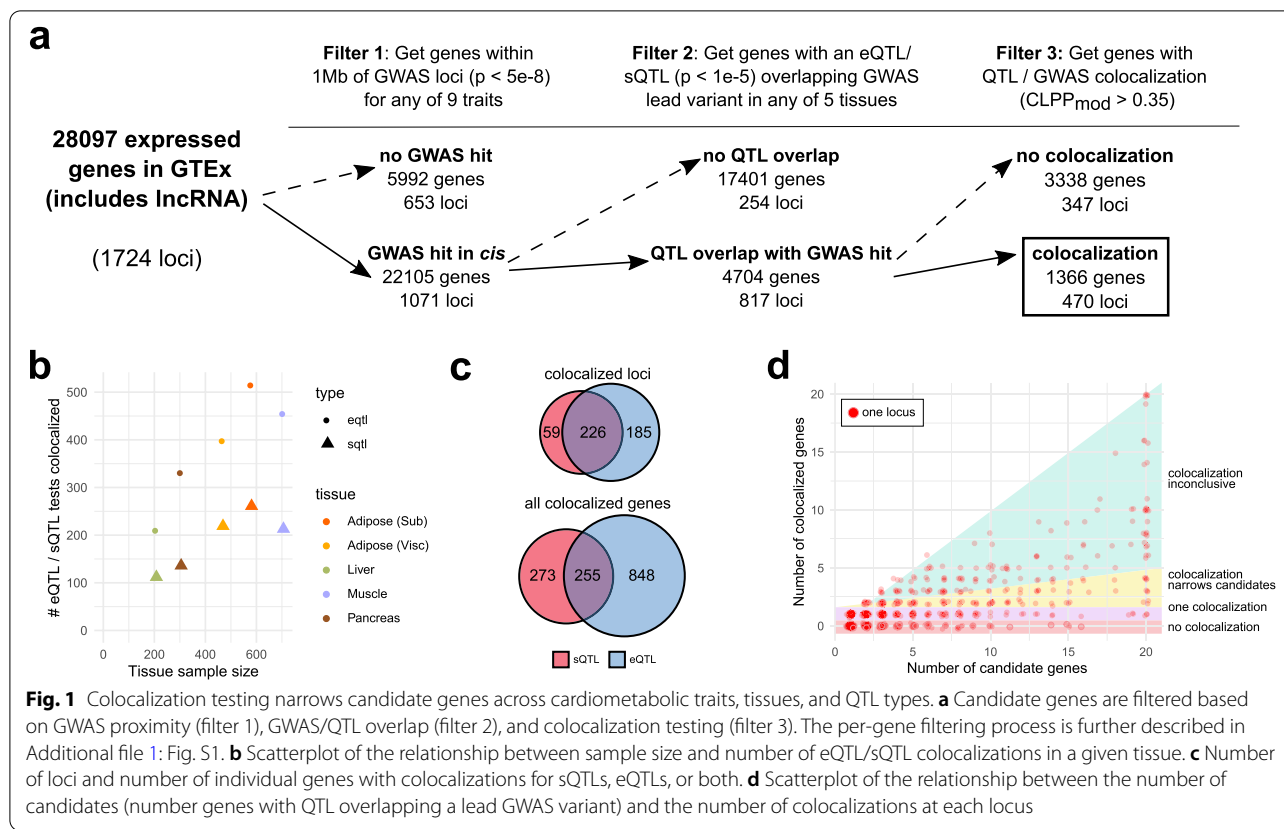 a
Filter 1: Get genes within
1Mb of GWAS loci (p < 5e-8)
for any of 9 traits
Filter 2: Get genes with an eQTL/
sQTL (p < 1e-5) overlapping GWAS
lead variant in any of 5 tissues
Filter 3: Get genes with
QTL / GWAS colocalization
(CLPPmod > 0.35)
28097 expressed
genes in GTEx
(includes lncRNA)
(1724 loci)
no GWAS hit
5992 genes
653 loci
GWAS hit in cis
22105 genes
1071 loci
no QTL overlap
17401 genes
254 loci
QTL overlap with GWAS hit
4704 genes
817 loci
no colocalization
3338 genes
347 loci
colocalization
1366 genes
470 loci
b
# eQTL / sQTL tests colocalized
500
400
300
200
100
0
0 200 400 600
Tissue sample size
type
eqtl
sqtl
tissue
Adipose (Sub)
Adipose (Visc)
Liver
Muscle
Pancreas
c
colocalized loci
59 226 185
all colocalized genes
273 255 848
sQTL eQTL
d
Number of colocalized genes
20
15
10
5
0
one locus
0 5 10 15 20
Number of candidate genes
colocalization
inconclusive
colocalization
narrows candidates
one colocalization
no colocalization
Fig. 1 Colocalization testing narrows candidate genes across cardiometabolic traits, tissues, and QTL types. a Candidate genes are filtered based
on GWAS proximity (filter 1), GWAS/QTL overlap (filter 2), and colocalization testing (filter 3). The per-gene filtering process is further described in
Additional file 1: Fig. S1. b Scatterplot of the relationship between sample size and number of eQTL/sQTL colocalizations in a given tissue. c Number
of loci and number of individual genes with colocalizations for sQTLs, eQTLs, or both. d Scatterplot of the relationship between the number of
candidates (number genes with QTL overlapping a lead GWAS variant) and the number of colocalizations at each locus